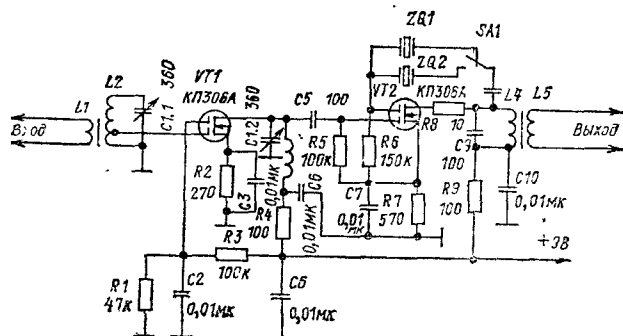 ZQ1
SA1
ZQ2
L1
L2
C1.1
360
VT1
КП306А
C1.2
360
C5
100
VT2
КП306А
R8
10
L4
L5
Вход
Выход
R2
270
C3
0,01мк
R4
100
C6
0,01мк
R5
100к
R6
150к
C7
0,01
мк
R7
570
C9
100
R9
100
C10
0,01мк
R3
100к
+9В
R1
47к
C2
0,01мк
C6
0,01мк